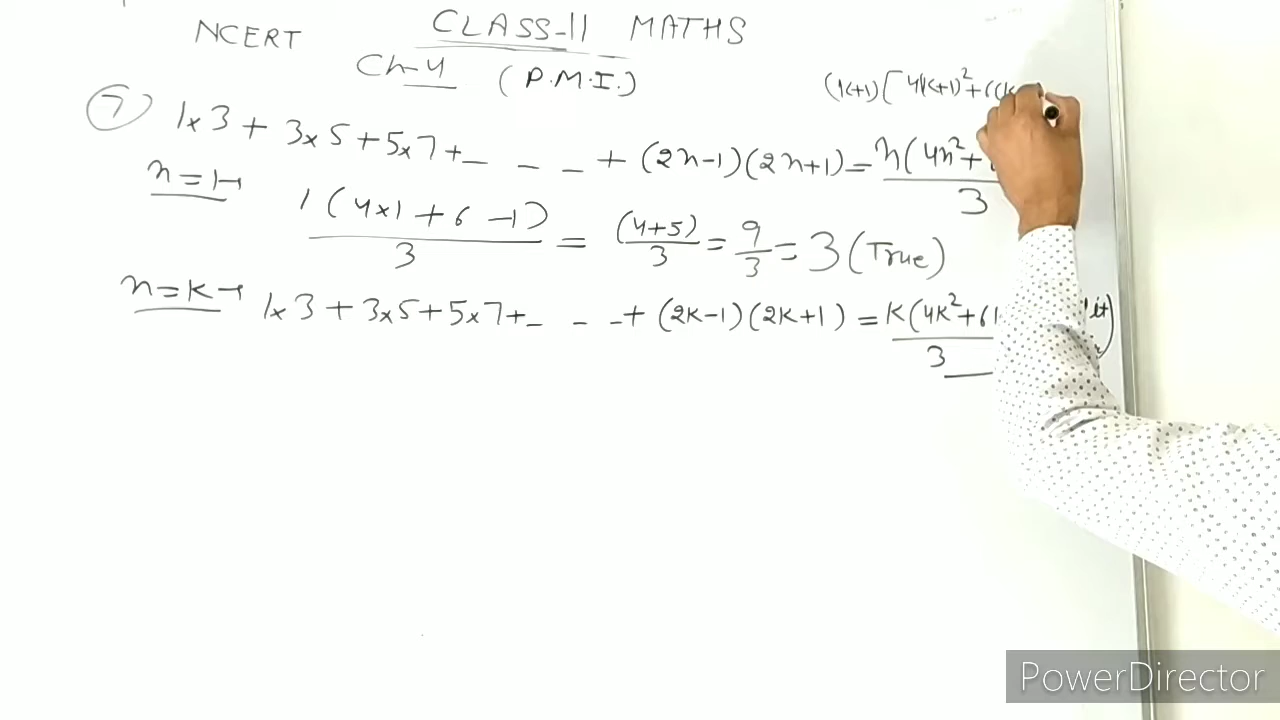 NCERT CLASS-11 MATHS
Ch-4 (P.M.I.)
(k+1)[4(k+1)²+6(k
7 1×3 + 3×5 + 5×7 + - - - + (2n-1)(2n+1) = n(4n²+
3
n=1→ 1(4×1+6-1)/3 = (4+5)/3 = 9/3 = 3 (True)
n=k→ 1×3 + 3×5 + 5×7 + - - - + (2k-1)(2k+1) = k(4k²+6
3
PowerDirector